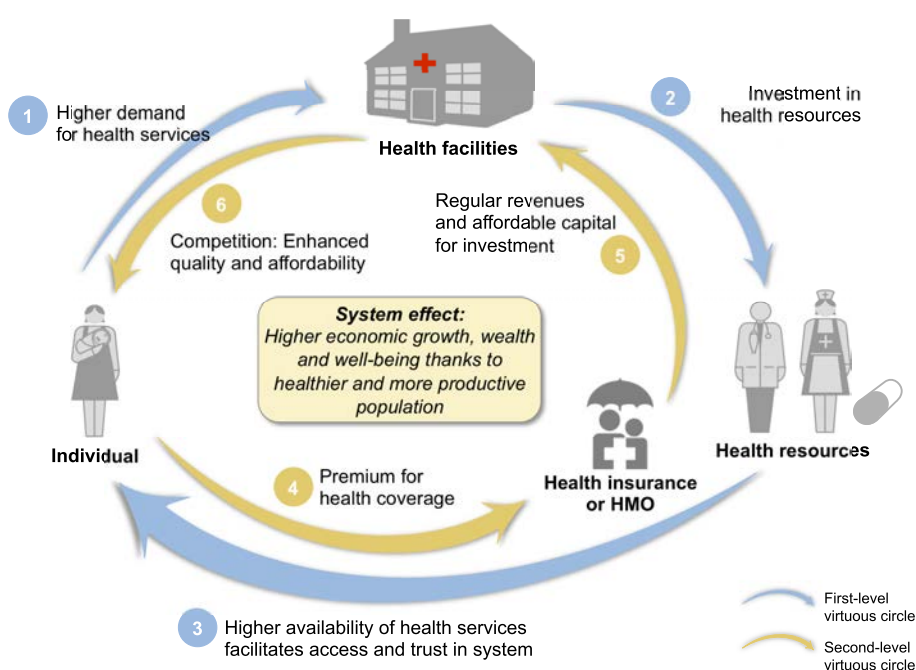 1
Higher demand
for health services
Health facilities
2
Investment in
health resources
6
Competition: Enhanced
quality and affordability
Regular revenues
and affordable capital
for investment
5
System effect:
Higher economic growth, wealth
and well-being thanks to
healthier and more productive
population
Individual
4
Premium for
health coverage
Health insurance
or HMO
Health resources
3
Higher availability of health services
facilitates access and trust in system
First-level
virtuous circle
Second-level
virtuous circle